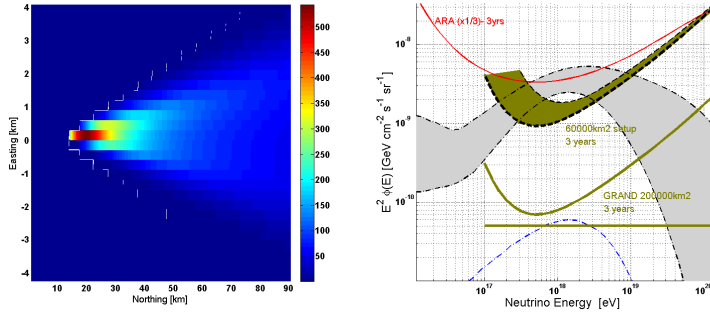 4
3
2
1
0
-1
-2
-3
-4
Easting [km]
10 20 30 40 50 60 70 80 90
Northing [km]
500
450
400
350
300
250
200
150
100
50
ARA (x1/3)- 3yrs
60000km2 setup
3 years
GRAND 200000km2
3 years
10^-8
10^-9
10^-10
E² ϕ(E) [GeV cm⁻² s⁻¹ sr⁻¹]
10^17 10^18 10^19 10^20
Neutrino Energy [eV]